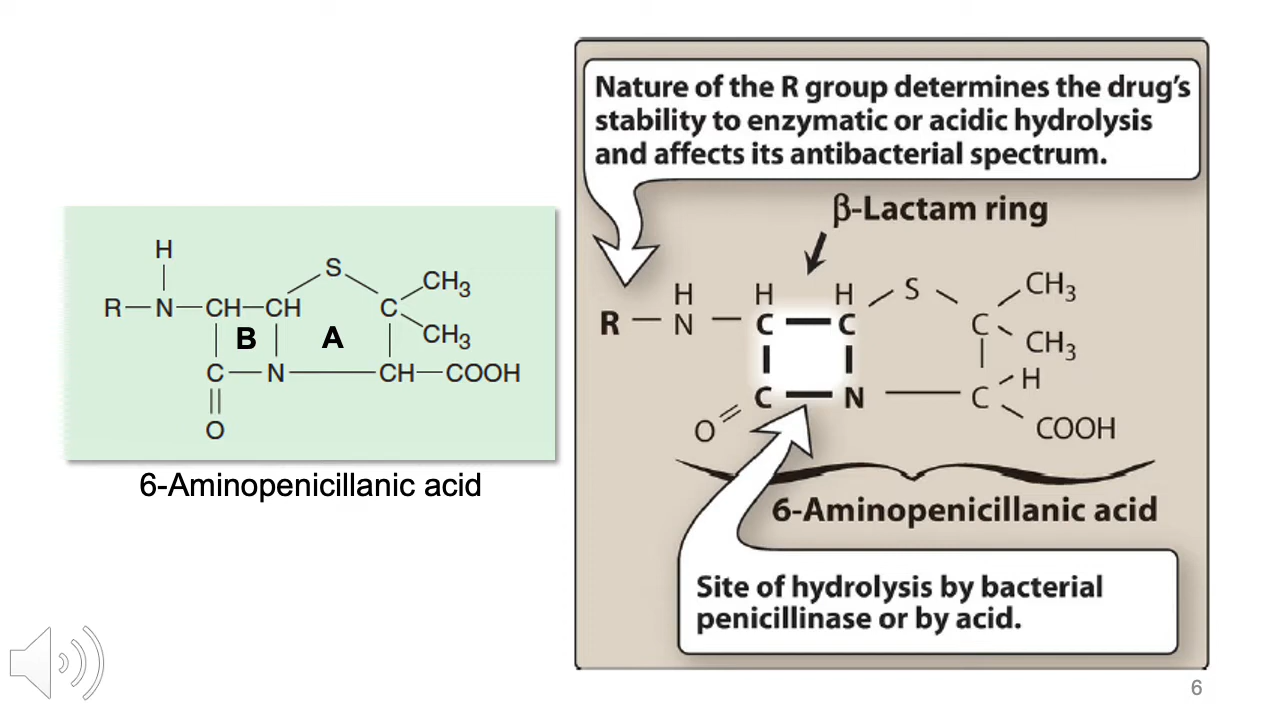 H
S
CH3
R—N—CH—CH
C
B
A
CH3
C—N—CH—COOH
O
6-Aminopenicillanic acid
Nature of the R group determines the drug's
stability to enzymatic or acidic hydrolysis
and affects its antibacterial spectrum.
β-Lactam ring
H H H S CH3
R — N — C — C C
CH3
H
C N C
O COOH
6-Aminopenicillanic acid
Site of hydrolysis by bacterial
penicillinase or by acid.
6